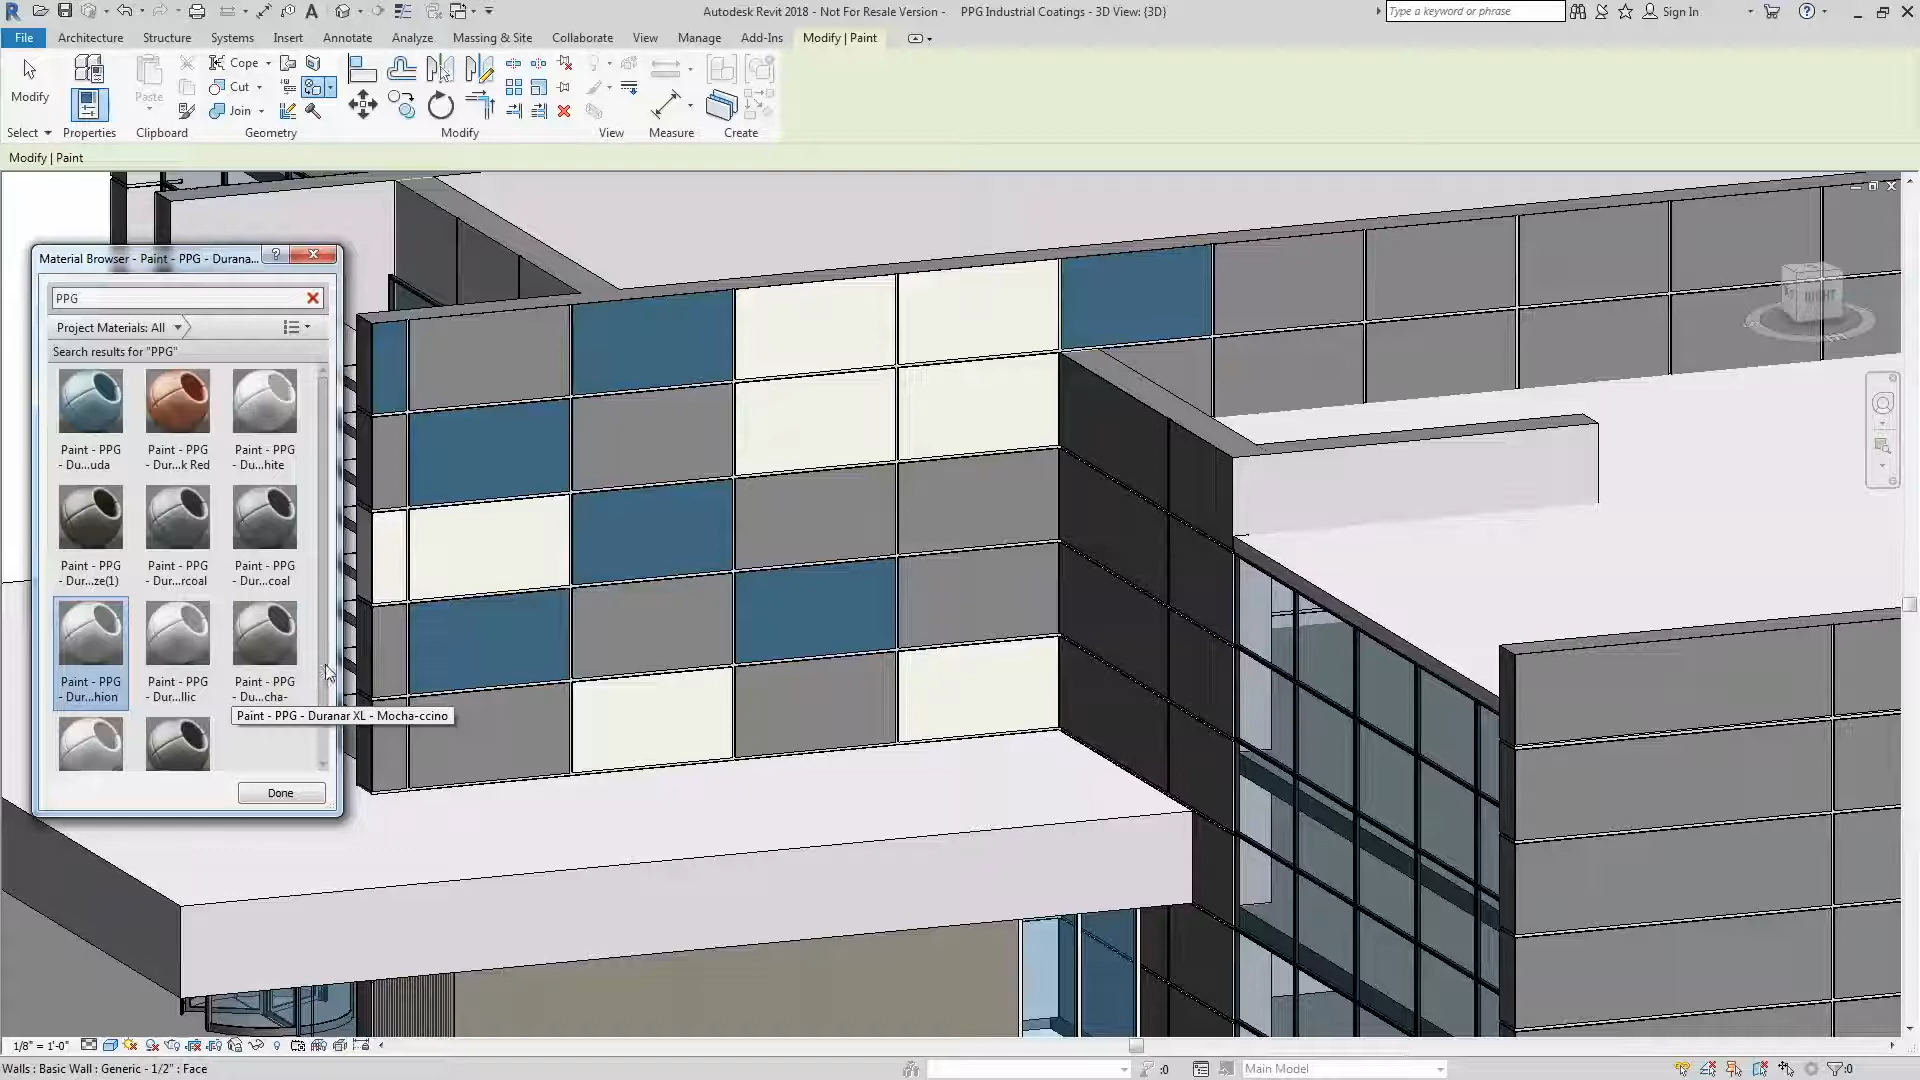 Autodesk Revit 2018 - Not For Resale Version - PPG Industrial Coatings - 3D View: {3D}
Type a keyword or phrase
Sign In
File Architecture Structure Systems Insert Annotate Analyze Massing & Site Collaborate View Manage Add-Ins Modify | Paint
Modify
Paste
Cope
Cut
Join
Select Properties Clipboard Geometry Modify View Measure Create
Modify | Paint
RIGHT
Material Browser - Paint - PPG - Durana...
PPG
Project Materials: All
Search results for "PPG"
Paint - PPG
- Du...uda
Paint - PPG
- Dur...k Red
Paint - PPG
- Du...hite
Paint - PPG
- Dur...ze(1)
Paint - PPG
- Dur...rcoal
Paint - PPG
- Du...coal
Paint - PPG
- Dur...hion
Paint - PPG
- Dur...llic
Paint - PPG
- Du...cha-
Paint - PPG - Duranar XL - Mocha-ccino
Done
1/8" = 1'-0"
Walls : Basic Wall : Generic - 1/2" : Face
:0
Main Model
:0